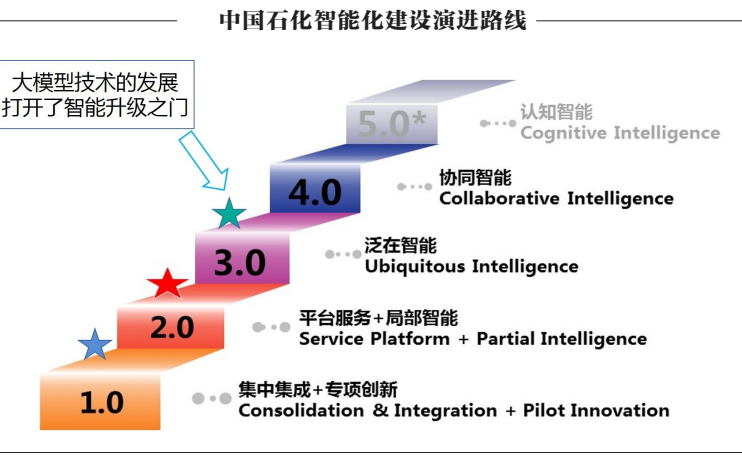 中国石化智能化建设演进路线
大模型技术的发展
打开了智能升级之门
5.0*
认知智能
Cognitive Intelligence
4.0
协同智能
Collaborative Intelligence
3.0
泛在智能
Ubiquitous Intelligence
2.0
平台服务+局部智能
Service Platform + Partial Intelligence
1.0
集中集成+专项创新
Consolidation & Integration + Pilot Innovation